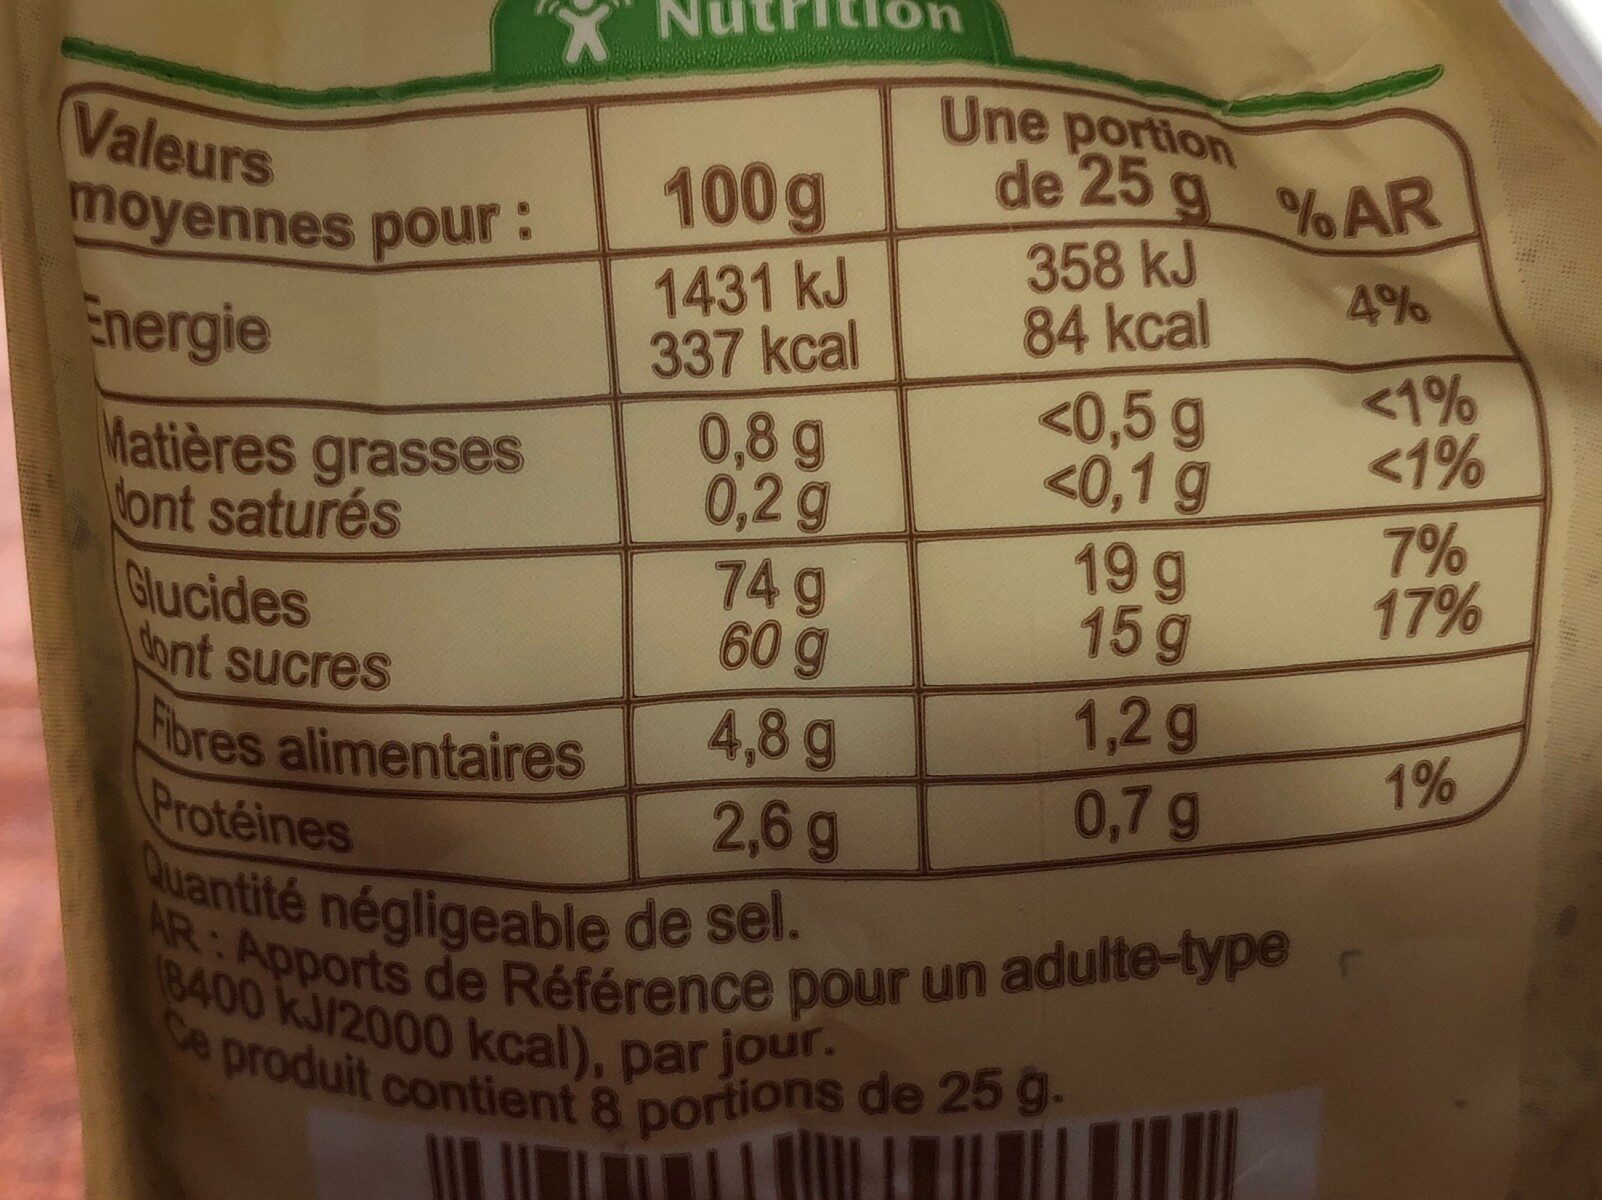 Nutrition
Valeurs moyennes pour : 100g Une portion de 25 g %AR
Energie 1431 kJ 358 kJ 4%
337 kcal 84 kcal
Matières grasses 0,8 g <0,5 g <1%
dont saturés 0,2 g <0,1 g <1%
Glucides 74 g 19 g 7%
dont sucres 60 g 15 g 17%
Fibres alimentaires 4,8 g 1,2 g
Protéines 2,6 g 0,7 g 1%
Quantité négligeable de sel.
AR : Apports de Référence pour un adulte-type
(8400 kJ/2000 kcal), par jour.
Ce produit contient 8 portions de 25 g.